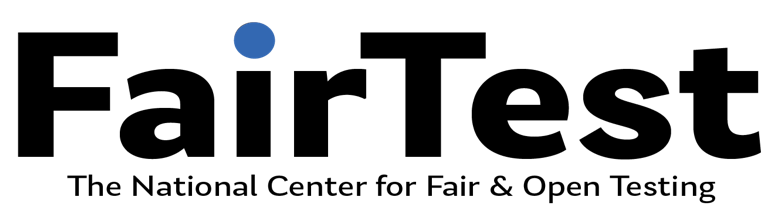 FairTest
The National Center for Fair & Open Testing